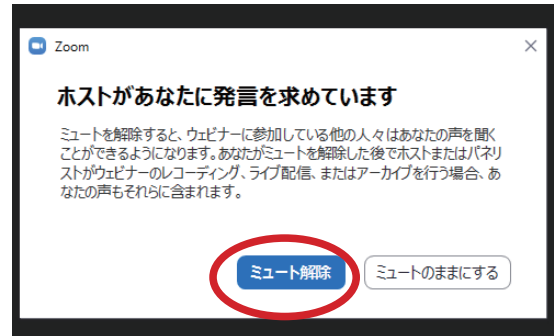 Zoom
ホストがあなたに発言を求めています
ミュートを解除すると、ウェビナーに参加している他の人々はあなたの声を聞く
ことができるようになります。あなたがミュートを解除した後でホストまたはパネリ
ストがウェビナーのレコーディング、ライブ配信、またはアーカイブを行う場合、あ
なたの声もそれらに含まれます。
ミュート解除
ミュートのままにする